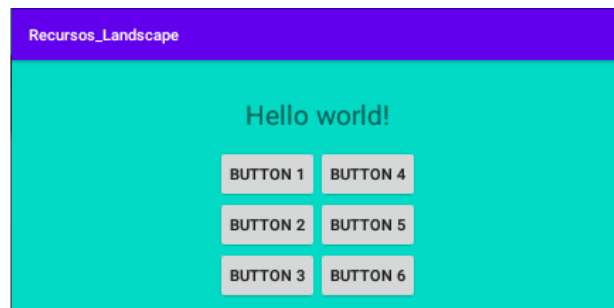 Recursos_Landscape
Hello world!
BUTTON 1 BUTTON 4
BUTTON 2 BUTTON 5
BUTTON 3 BUTTON 6